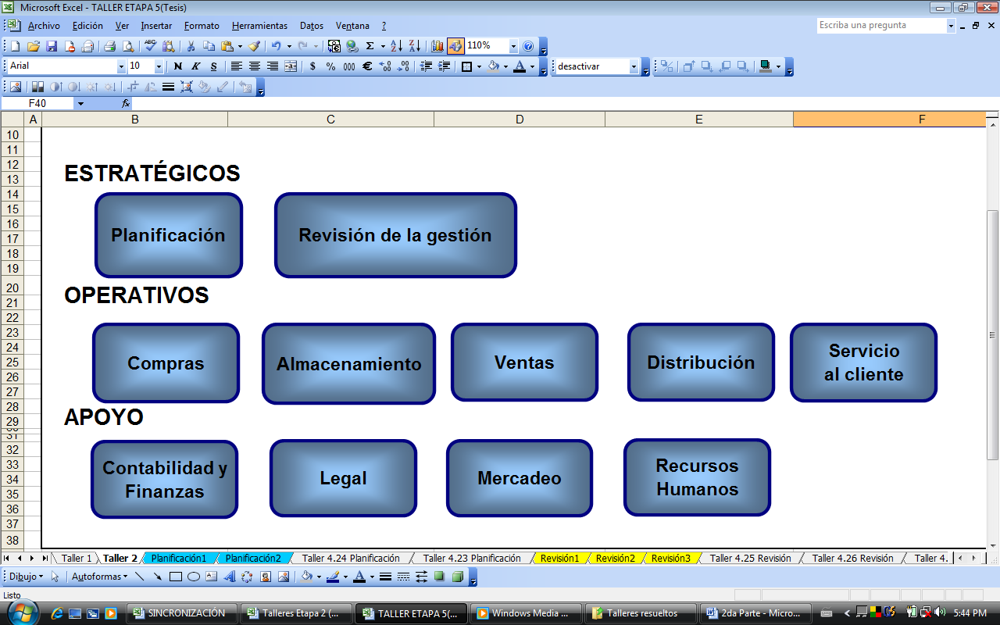 Microsoft Excel - TALLER ETAPA 5(Tesis)
Archivo Edición Ver Insertar Formato Herramientas Datos Ventana ?
Escriba una pregunta
110%
Arial 10 N K S $ % 000 € desactivar
F40 fx
A B C D E F
10
11
12
ESTRATÉGICOS
13
14
15
16
Planificación Revisión de la gestión
17
18
19
20
OPERATIVOS
21
22
23
24
Servicio
25
Compras Almacenamiento Ventas Distribución
al cliente
26
27
28
APOYO
29
30
31
32
33
Contabilidad y
Recursos
34
Legal Mercadeo
Finanzas
Humanos
35
36
37
38
Taller 1 Taller 2 Planificación1 Planificación2 Taller 4.24 Planificación Taller 4.23 Planificación Revisión1 Revisión2 Revisión3 Taller 4.25 Revisión Taller 4.26 Revisión Taller 4.
Dibujo Autoformas
Listo
SINCRONIZACIÓN Talleres Etapa 2 (... TALLER ETAPA 5(... Windows Media ... Talleres resueltos 2da Parte - Micro... 5:44 PM